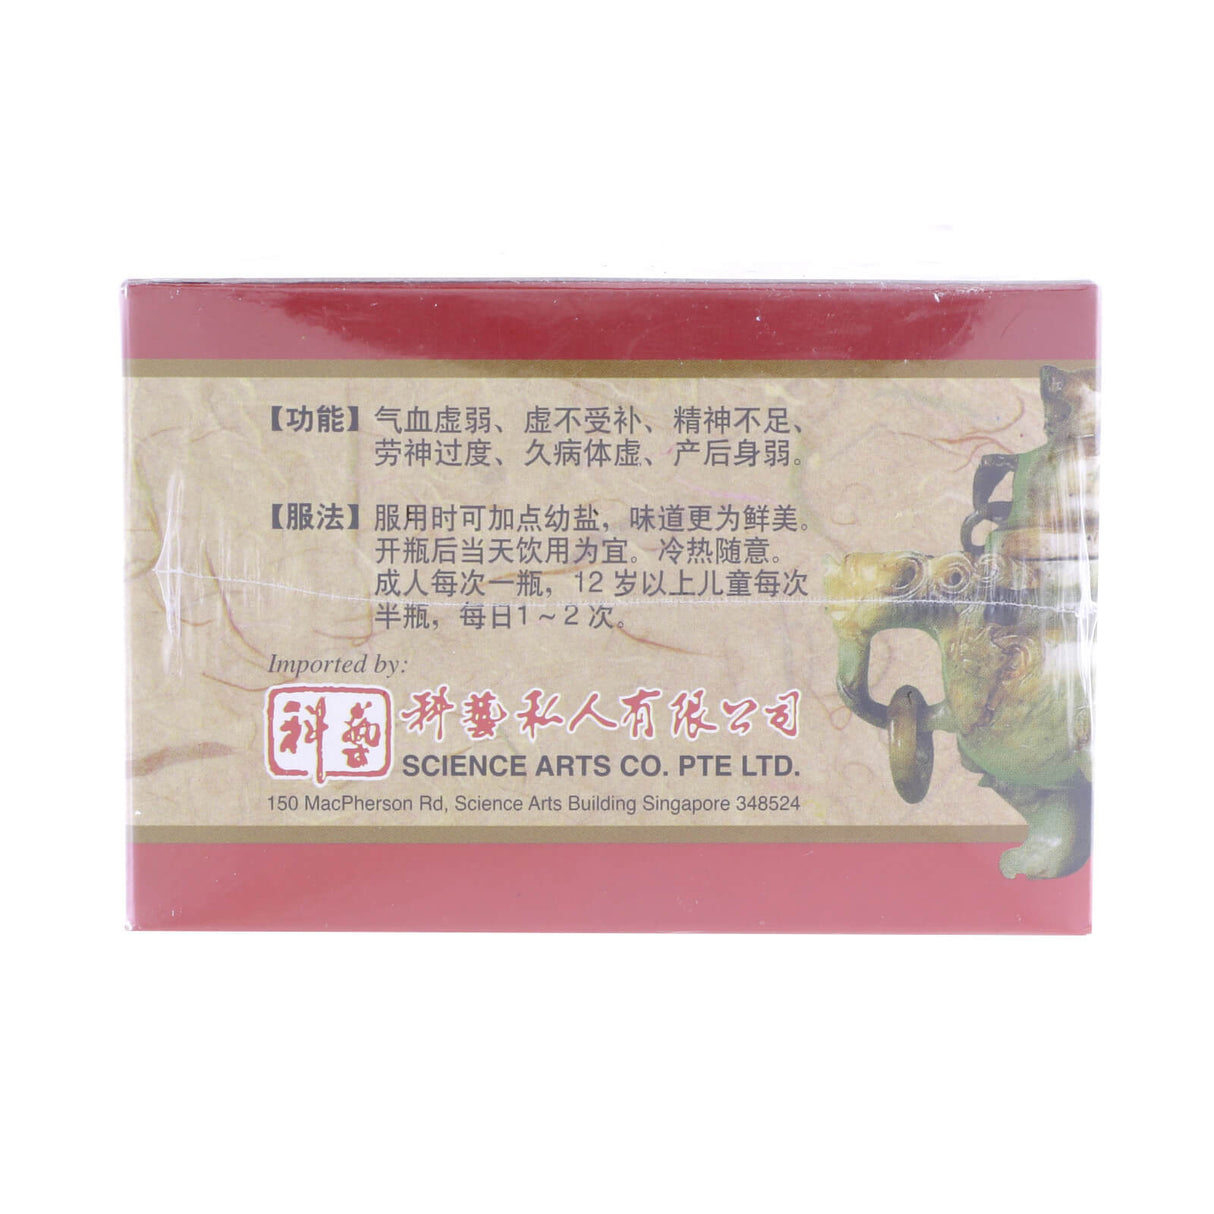 【功能】气血虚弱、虚不受补、精神不足、
劳神过度、久病体虚、产后身弱。
【服法】服用时可加点幼盐，味道更为鲜美。
开瓶后当天饮用为宜。冷热随意。
成人每次一瓶，12岁以上儿童每次
半瓶，每日1～2次。
Imported by:
科藝
科藝私人有限公司
SCIENCE ARTS CO. PTE LTD.
150 MacPherson Rd, Science Arts Building Singapore 348524